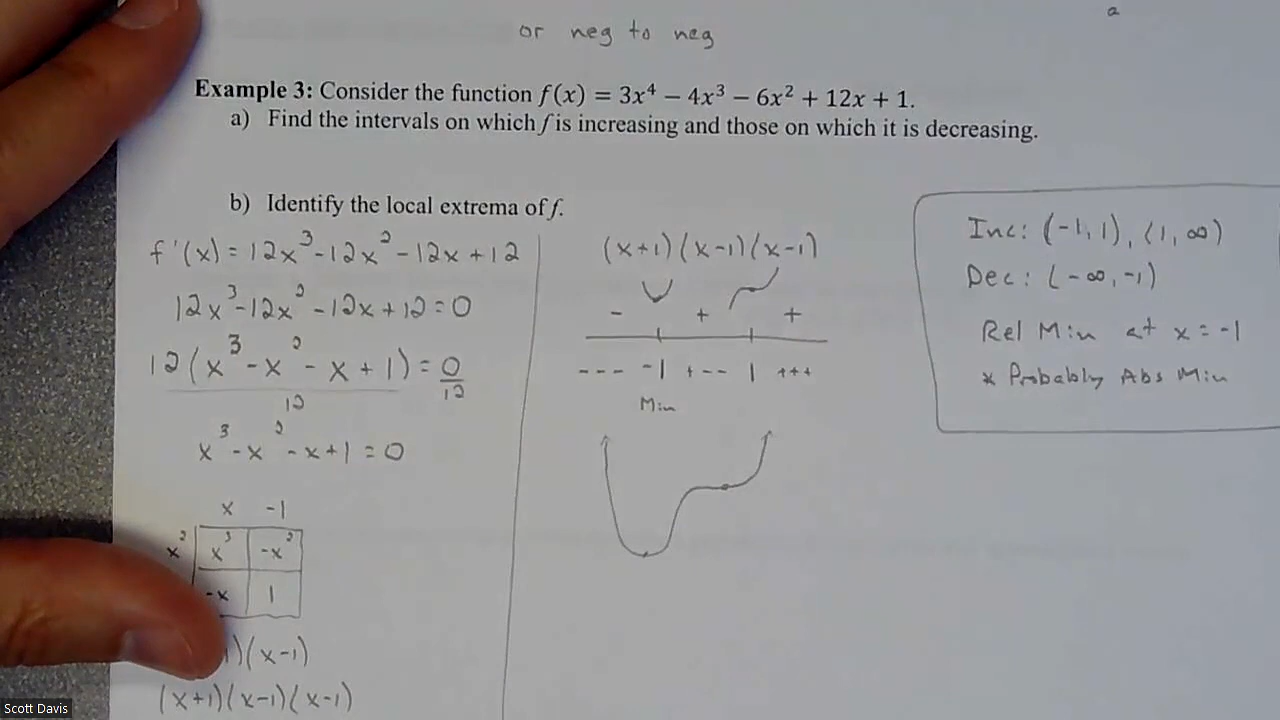 a
or neg to neg
Example 3: Consider the function f(x) = 3x⁴ − 4x³ − 6x² + 12x + 1.
a) Find the intervals on which f is increasing and those on which it is decreasing.
b) Identify the local extrema of f.
f'(x) = 12x³ - 12x² - 12x + 12
12x³ - 12x² - 12x + 12 = 0
12(x³ - x² - x + 1) = 0
12 12
x³ - x² - x + 1 = 0
x -1
x² x³ -x²
-x 1
)(x-1)
(x+1)(x-1)(x-1)
(x+1)(x-1)(x-1)
- + +
- - - -1 + - - 1 + + +
Min
Inc: (-1, 1), (1, ∞)
Dec: (-∞, -1)
Rel Min at x = -1
* Probably Abs Min
Scott Davis